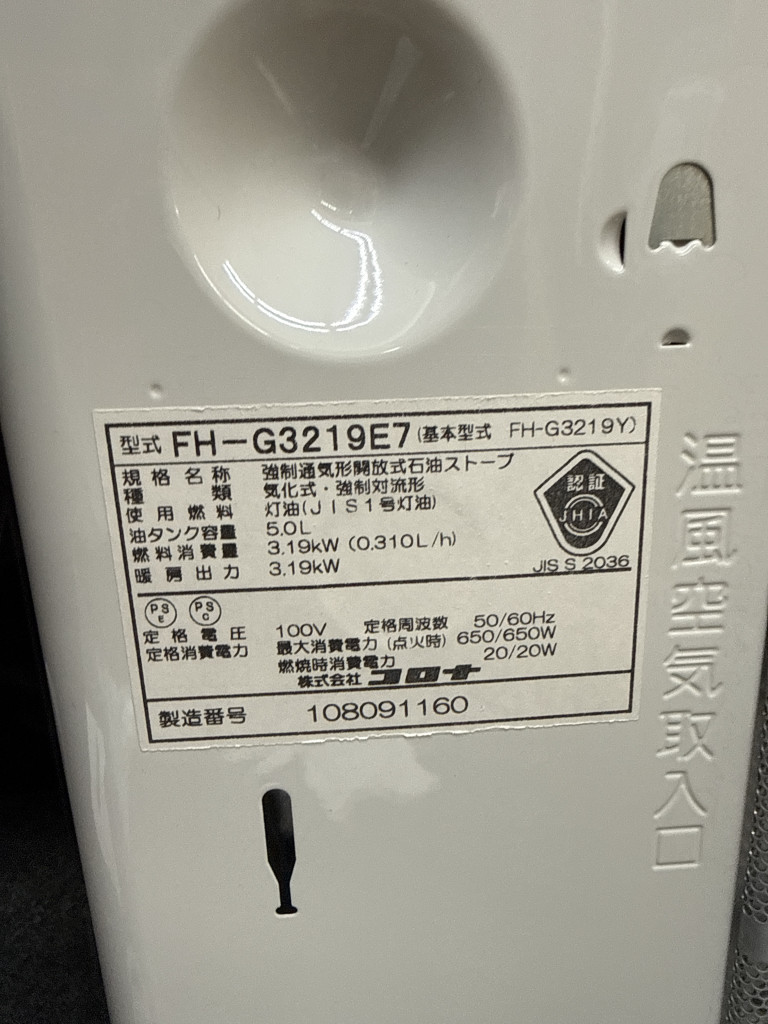 型式 FH-G3219E7(基本型式 FH-G3219Y)
規格名称 強制通気形開放式石油ストーブ
種類 気化式・強制対流形
使用燃料 灯油(JIS1号灯油)
油タンク容量 5.0L
燃料消費量 3.19kW (0.310L/h)
暖房出力 3.19kW
認証
JHIA
JIS S 2036
PS E
PS C
定格電圧 100V 定格周波数 50/60Hz
定格消費電力 最大消費電力(点火時) 650/650W
燃焼時消費電力 20/20W
株式会社 コロナ
製造番号 108091160
温風空気取入口